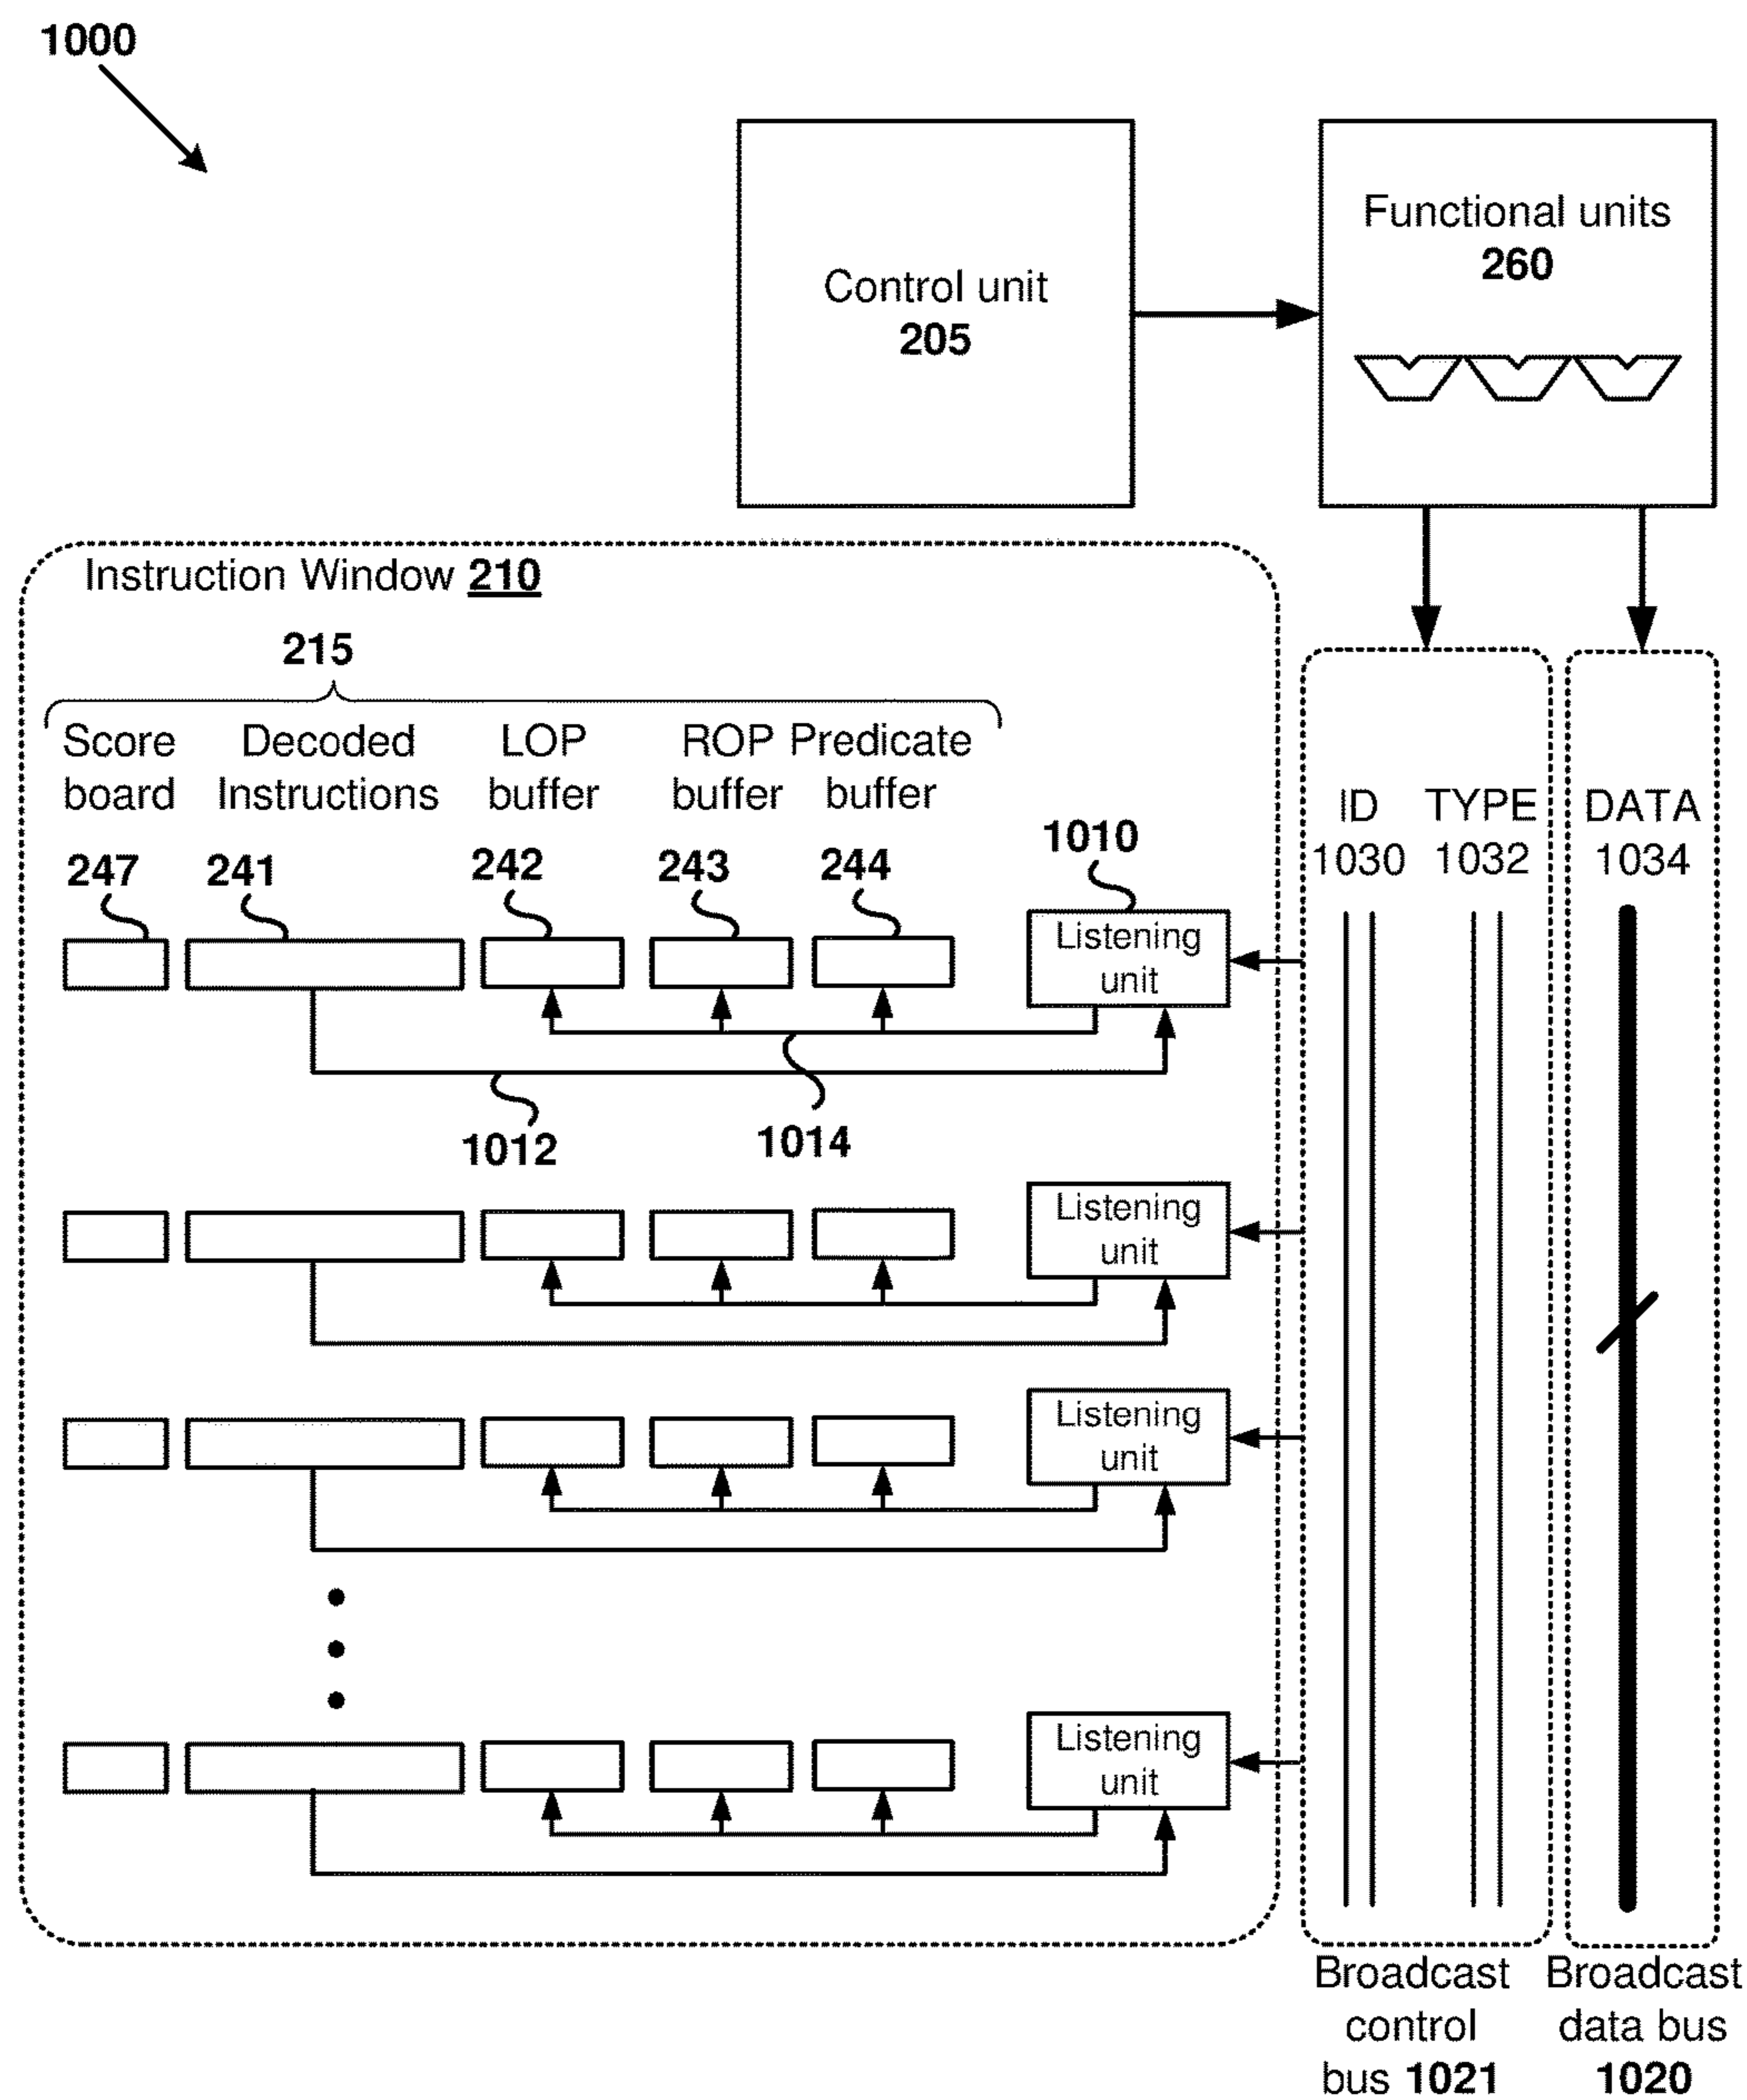 1000
Control unit
205
Functional units
260
Instruction Window 210
215
Score board
Decoded Instructions
LOP buffer
ROP buffer
Predicate buffer
247
241
242
243
244
1010
Listening
unit
1012
1014
Listening
unit
Listening
unit
Listening
unit
ID
1030
TYPE
1032
DATA
1034
Broadcast
control
bus 1021
Broadcast
data bus
1020